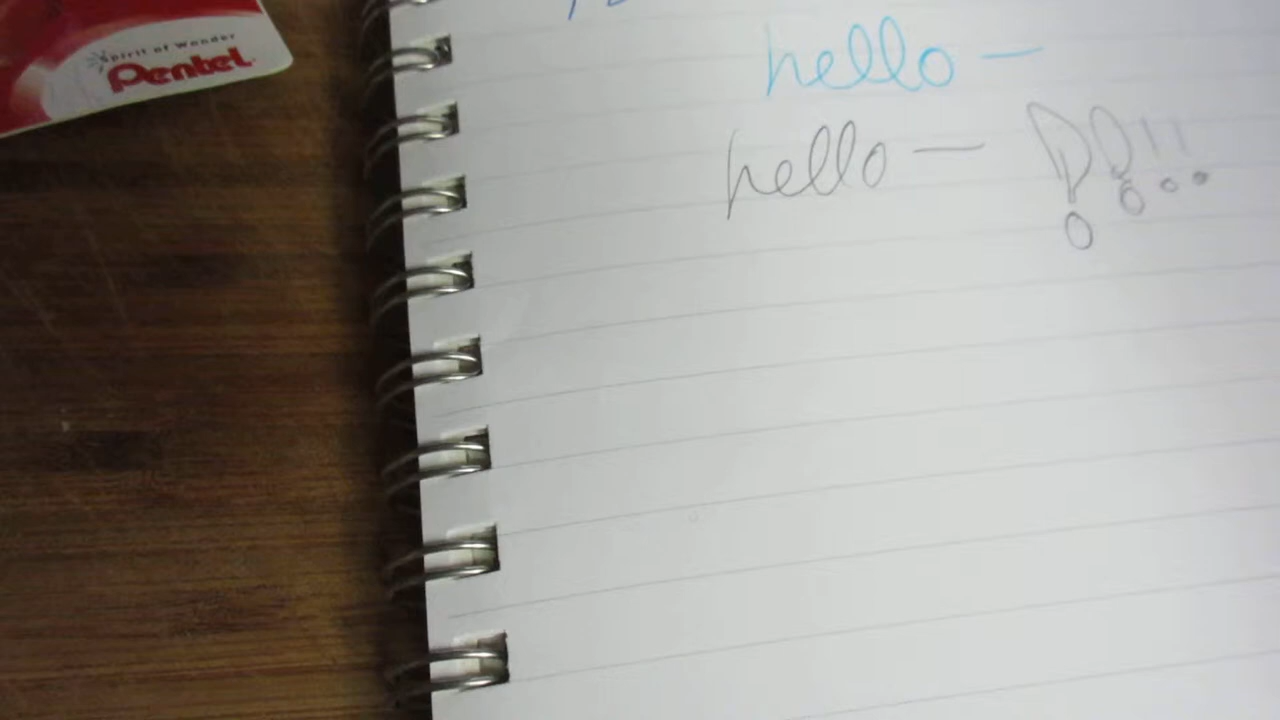 Spirit of Wonder
Pentel
hello —
hello — !!!!